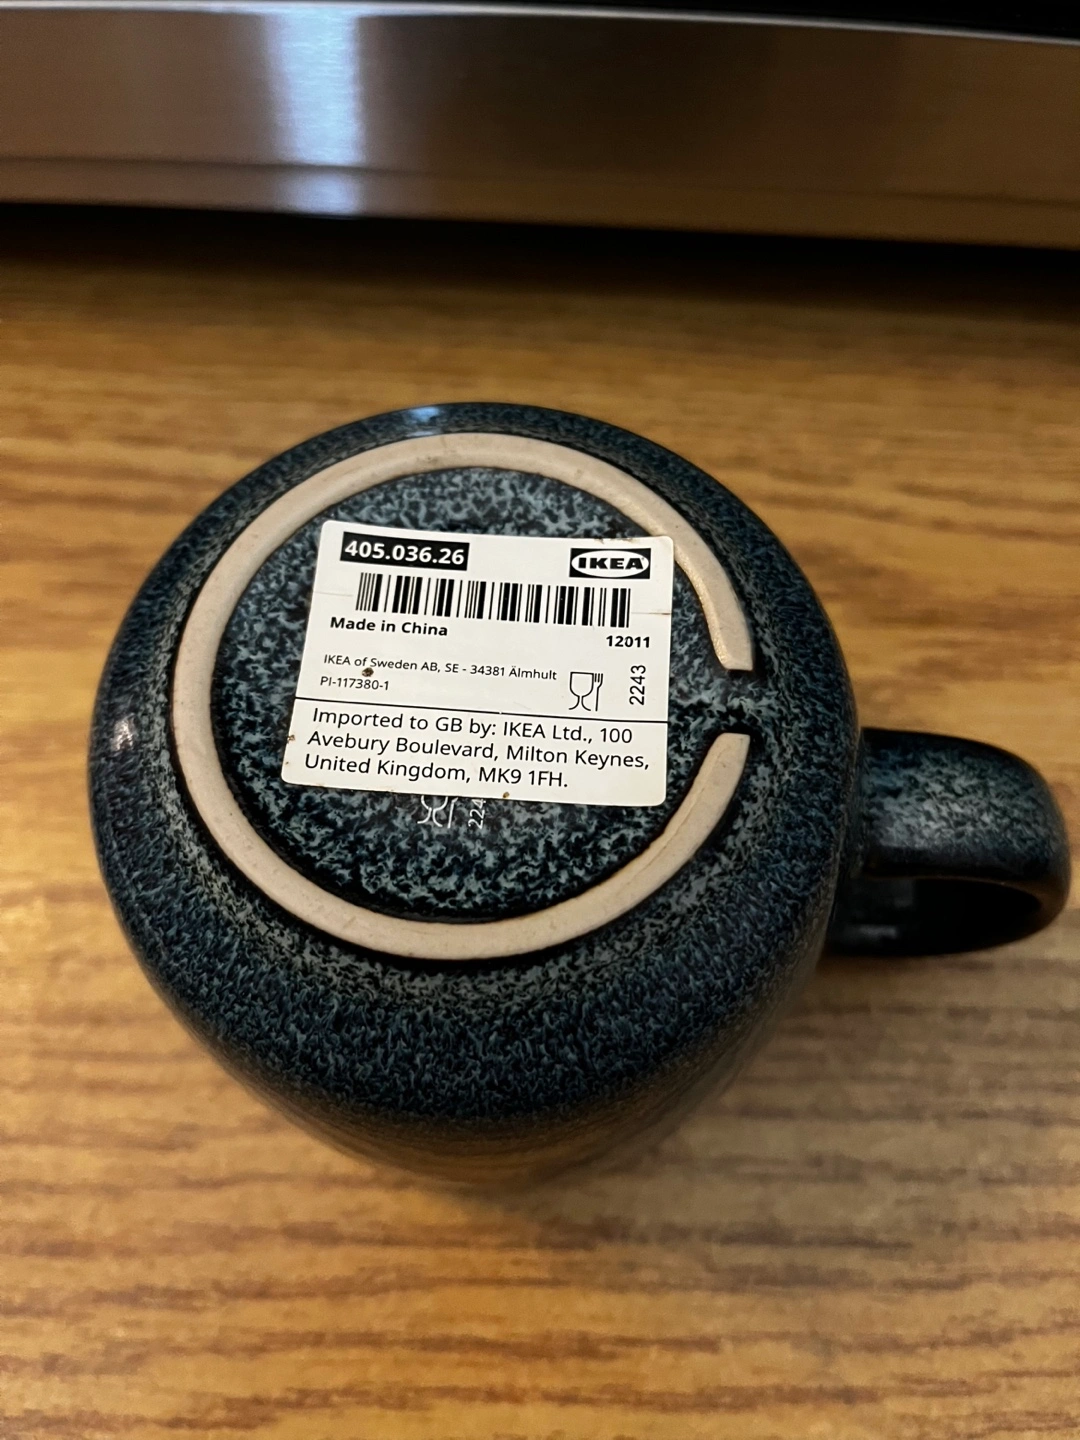 405.036.26
IKEA
Made in China
12011
IKEA of Sweden AB, SE - 34381 Älmhult
PI-117380-1
2243
Imported to GB by: IKEA Ltd., 100
Avebury Boulevard, Milton Keynes,
United Kingdom, MK9 1FH.